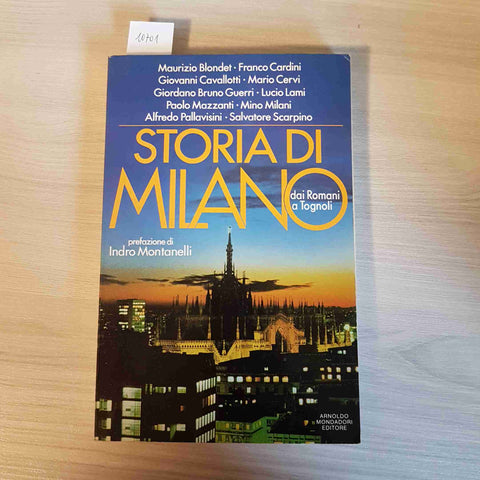 10701
Maurizio Blondet · Franco Cardini
Giovanni Cavallotti · Mario Cervi
Giordano Bruno Guerri · Lucio Lami
Paolo Mazzanti · Mino Milani
Alfredo Pallavisini · Salvatore Scarpino
STORIA DI
MILANO
dai Romani
a Tognoli
prefazione di
Indro Montanelli
ARNOLDO
MONDADORI
EDITORE